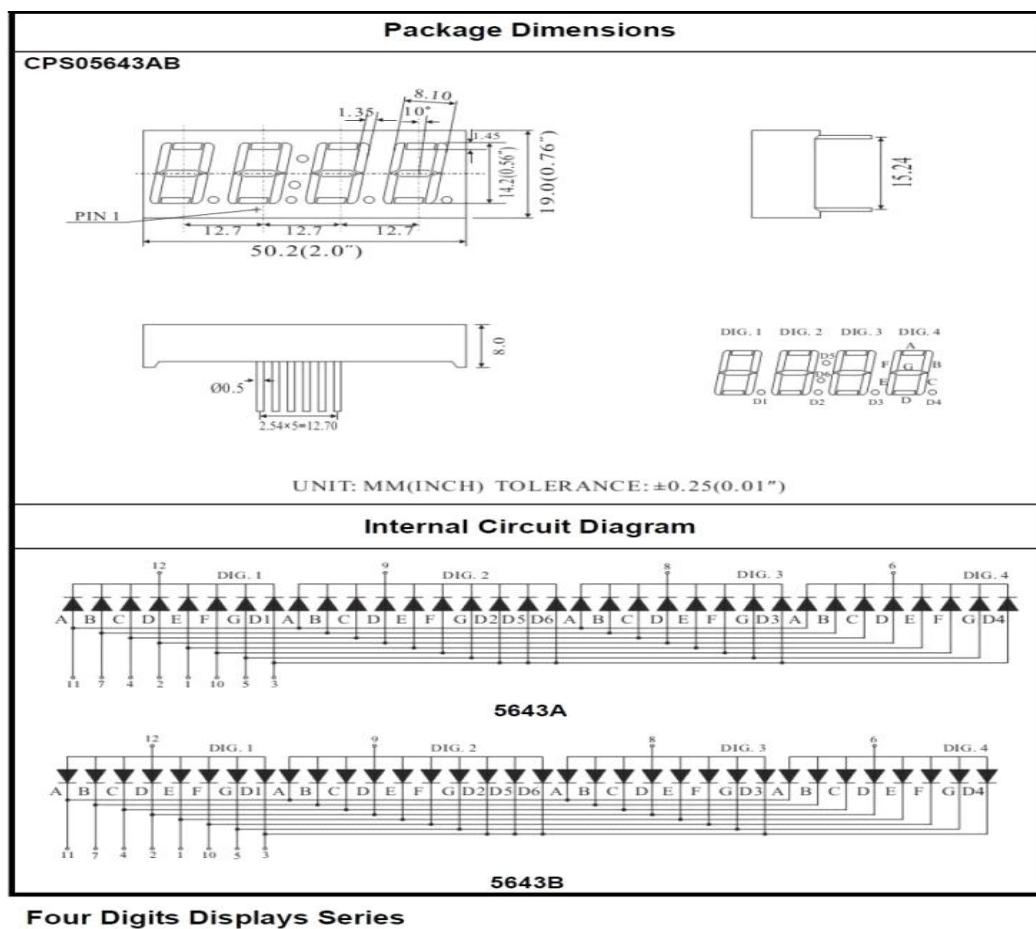 Package Dimensions
CPS05643AB
8.10
1.35 10°
1.45
14.2(0.56″)
19.0(0.76″)
15.24
PIN 1
12.7 12.7 12.7
50.2(2.0″)
8.0
Ø0.5
2.54×5=12.70
DIG. 1 DIG. 2 DIG. 3 DIG. 4
A
D5 F G B
D6 E C
D1 D2 D3 D D4
UNIT: MM(INCH) TOLERANCE: ±0.25(0.01″)
Internal Circuit Diagram
12 DIG. 1 9 DIG. 2 8 DIG. 3 6 DIG. 4
A B C D E F G D1 A B C D E F G D2 D5 D6 A B C D E F G D3 A B C D E F G D4
11 7 4 2 1 10 5 3
5643A
12 DIG. 1 9 DIG. 2 8 DIG. 3 6 DIG. 4
A B C D E F G D1 A B C D E F G D2 D5 D6 A B C D E F G D3 A B C D E F G D4
11 7 4 2 1 10 5 3
5643B
Four Digits Displays Series